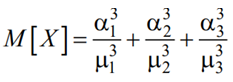 M[X] = α₁³/μ₁³ + α₂³/μ₂³ + α₃³/μ₃³